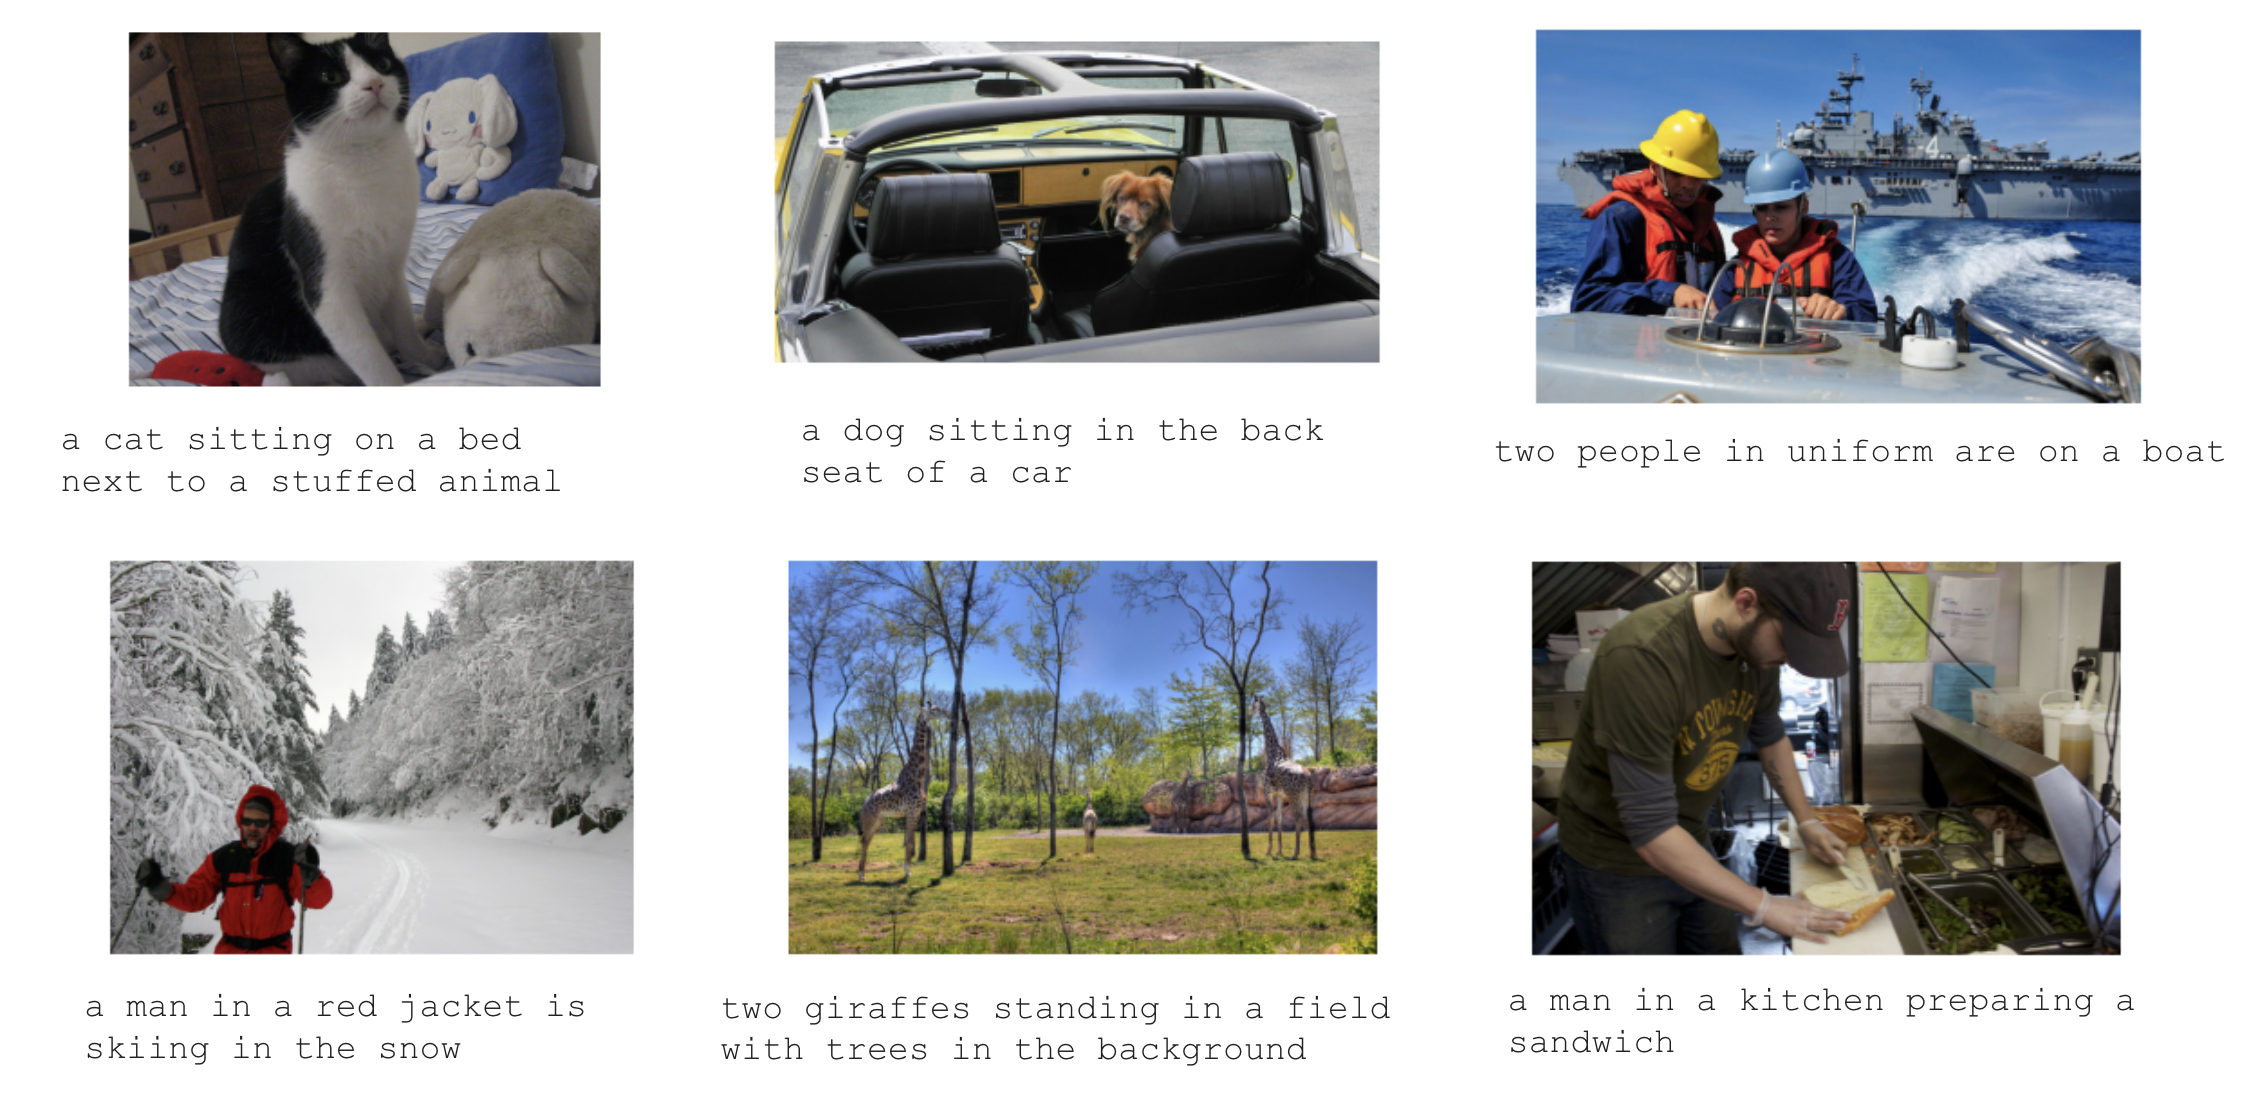 a cat sitting on a bed
next to a stuffed animal
a dog sitting in the back
seat of a car
two people in uniform are on a boat
4
a man in a red jacket is
skiing in the snow
two giraffes standing in a field
with trees in the background
375
a man in a kitchen preparing a
sandwich